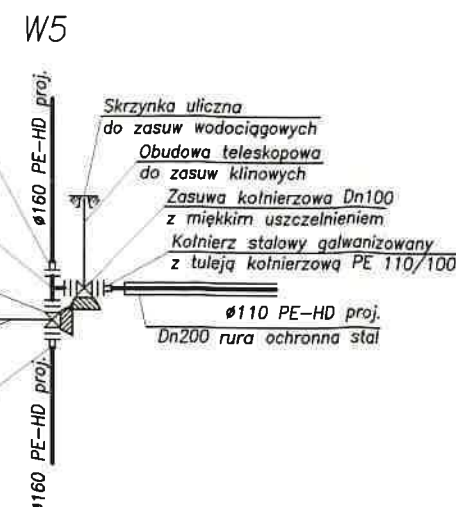 W5
ø160 PE-HD proj.
Skrzynka uliczna
do zasuw wodociągowych
Obudowa teleskopowa
do zasuw klinowych
Zasuwa kołnierzowa Dn100
z miękkim uszczelnieniem
Kołnierz stalowy galwanizowany
z tuleją kołnierzową PE 110/100
ø110 PE-HD proj.
Dn200 rura ochronna stal
ø160 PE-HD proj.